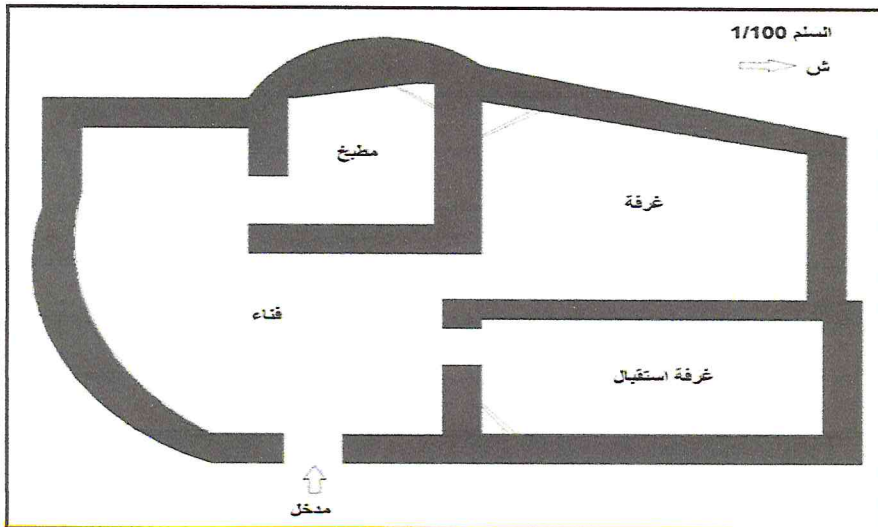 السلم 1/100
ش
مطبخ
غرفة
فناء
غرفة استقبال
مدخل